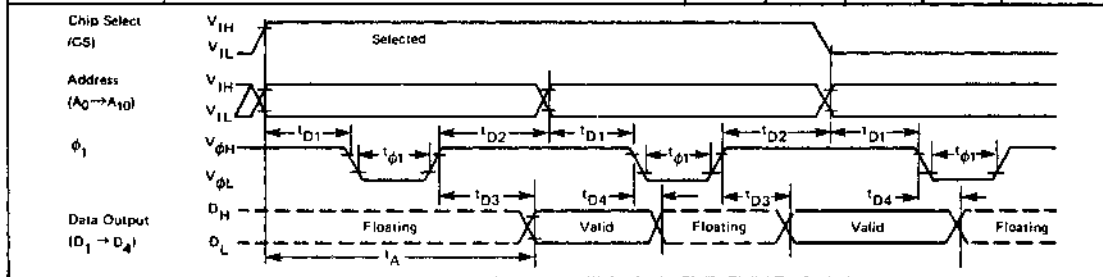 Chip Select
(CS)
VIH
VIL
Selected
Address
(A0→A10)
VIH
VIL
tD1
tD2
tD1
tD2
tD1
ϕ1
VϕH
VϕL
tϕ1
tϕ1
tϕ1
tD3
tD4
tD3
tD4
Data Output
(D1 → D4)
DH
DL
Floating
Valid
Floating
Valid
Floating
tA